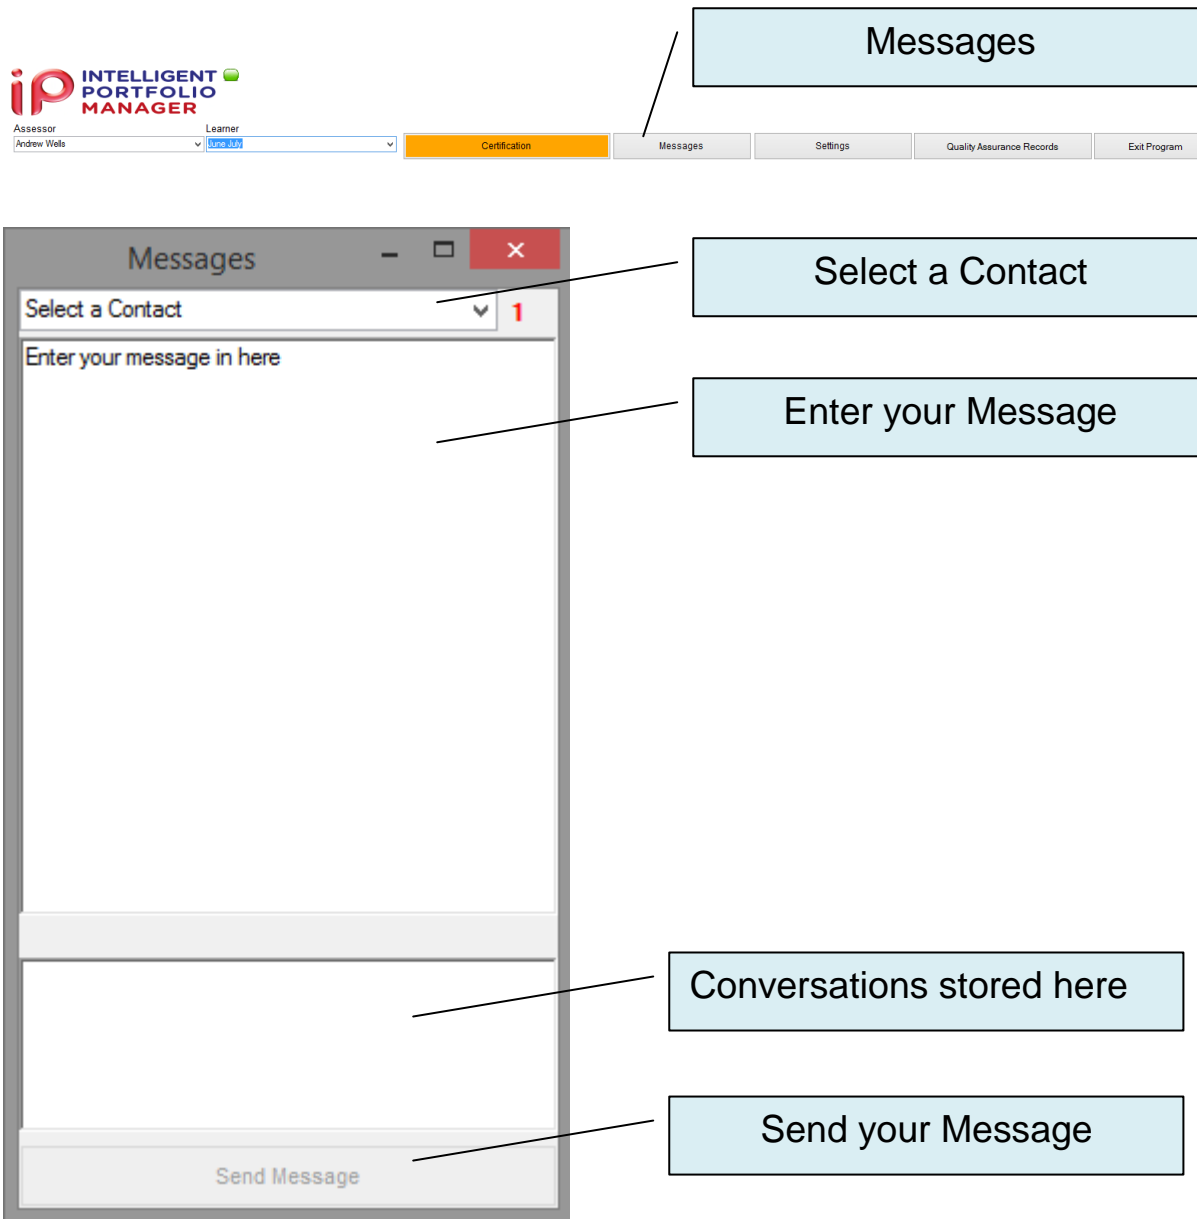 Messages
iP INTELLIGENT
PORTFOLIO
MANAGER
Assessor Learner
Andrew Wells June July Certification Messages Settings Quality Assurance Records Exit Program
Messages
Select a Contact 1
Select a Contact
Enter your message in here
Enter your Message
Conversations stored here
Send your Message
Send Message